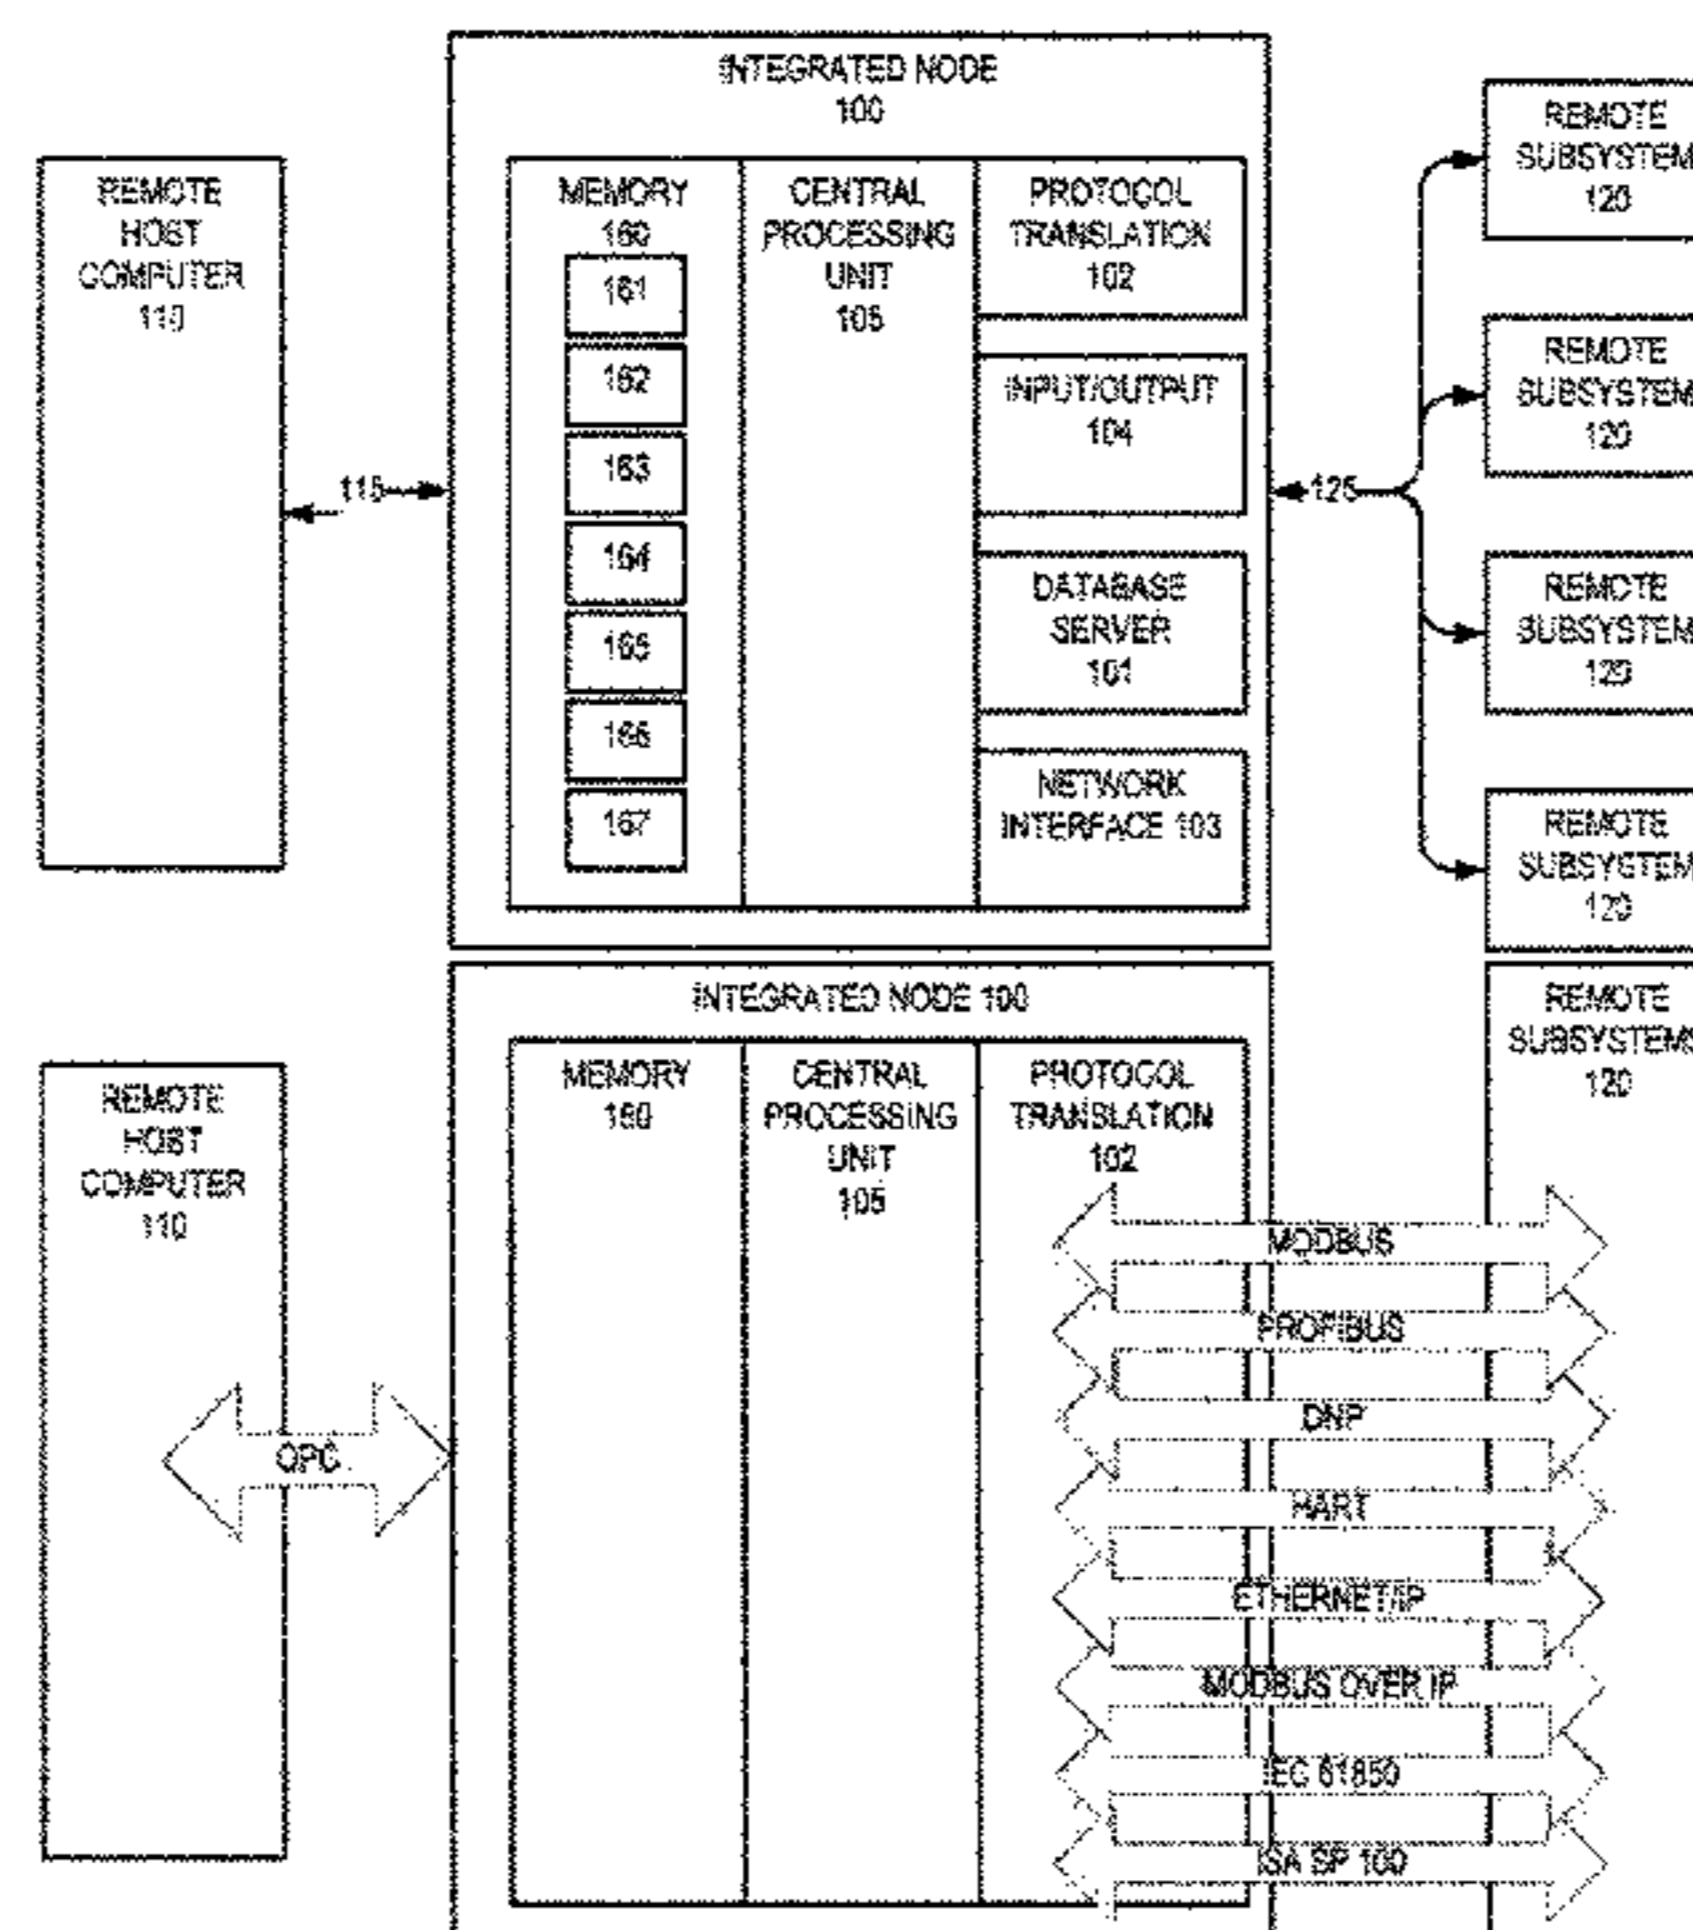 INTEGRATED NODE
100
REMOTE
HOST
COMPUTER
110
MEMORY
160
161
162
163
164
165
166
167
CENTRAL
PROCESSING
UNIT
105
PROTOCOL
TRANSLATION
102
INPUT/OUTPUT
104
DATABASE
SERVER
101
NETWORK
INTERFACE 103
115
125
REMOTE
SUBSYSTEM
120
REMOTE
SUBSYSTEM
120
REMOTE
SUBSYSTEM
120
REMOTE
SUBSYSTEM
120
INTEGRATED NODE 100
REMOTE
HOST
COMPUTER
110
OPC
MEMORY
160
CENTRAL
PROCESSING
UNIT
105
PROTOCOL
TRANSLATION
102
REMOTE
SUBSYSTEMS
120
MODBUS
PROFIBUS
DNP
HART
ETHERNET/IP
MODBUS OVER IP
IEC 61850
ISA SP 100